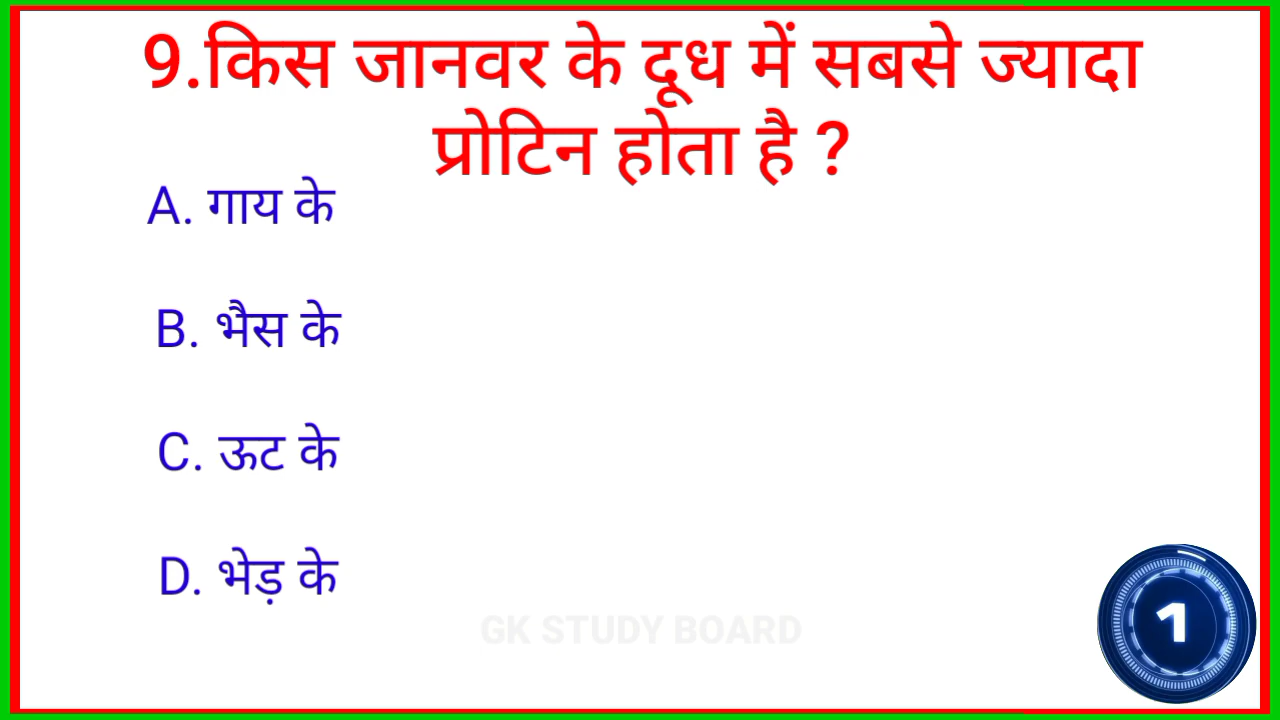 9.किस जानवर के दूध में सबसे ज्यादा
प्रोटिन होता है ?
A. गाय के
B. भैस के
C. ऊट के
D. भेड़ के
GK STUDY BOARD
1